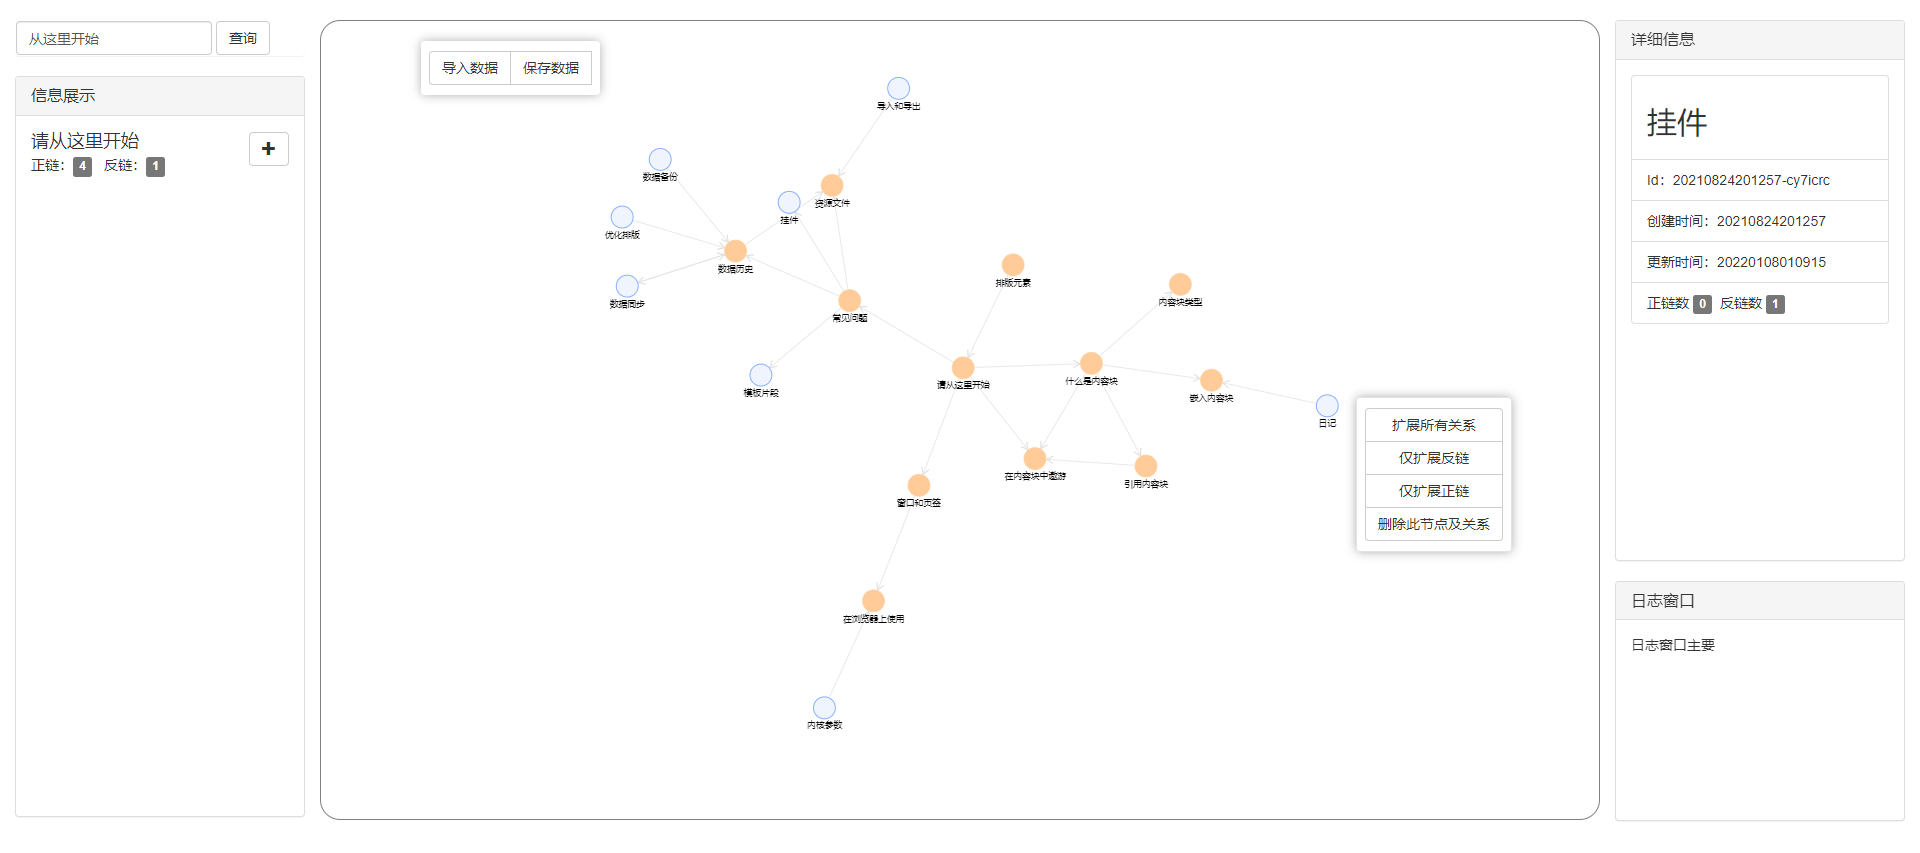 从这里开始
查询
信息展示
请从这里开始
正链: 4 反链: 1
导入数据
保存数据
导入和导出
数据备份
资源文件
挂件
优化排版
数据历史
排版元素
数据同步
内容块类型
常见问题
请从这里开始
什么是内容块
模板片段
嵌入内容块
日记
在内容块中遨游
引用内容块
窗口和页签
在浏览器上使用
内核参数
扩展所有关系
仅扩展反链
仅扩展正链
删除此节点及关系
详细信息
挂件
Id: 20210824201257-cy7icrc
创建时间: 20210824201257
更新时间: 20220108010915
正链数 0 反链数 1
日志窗口
日志窗口主要